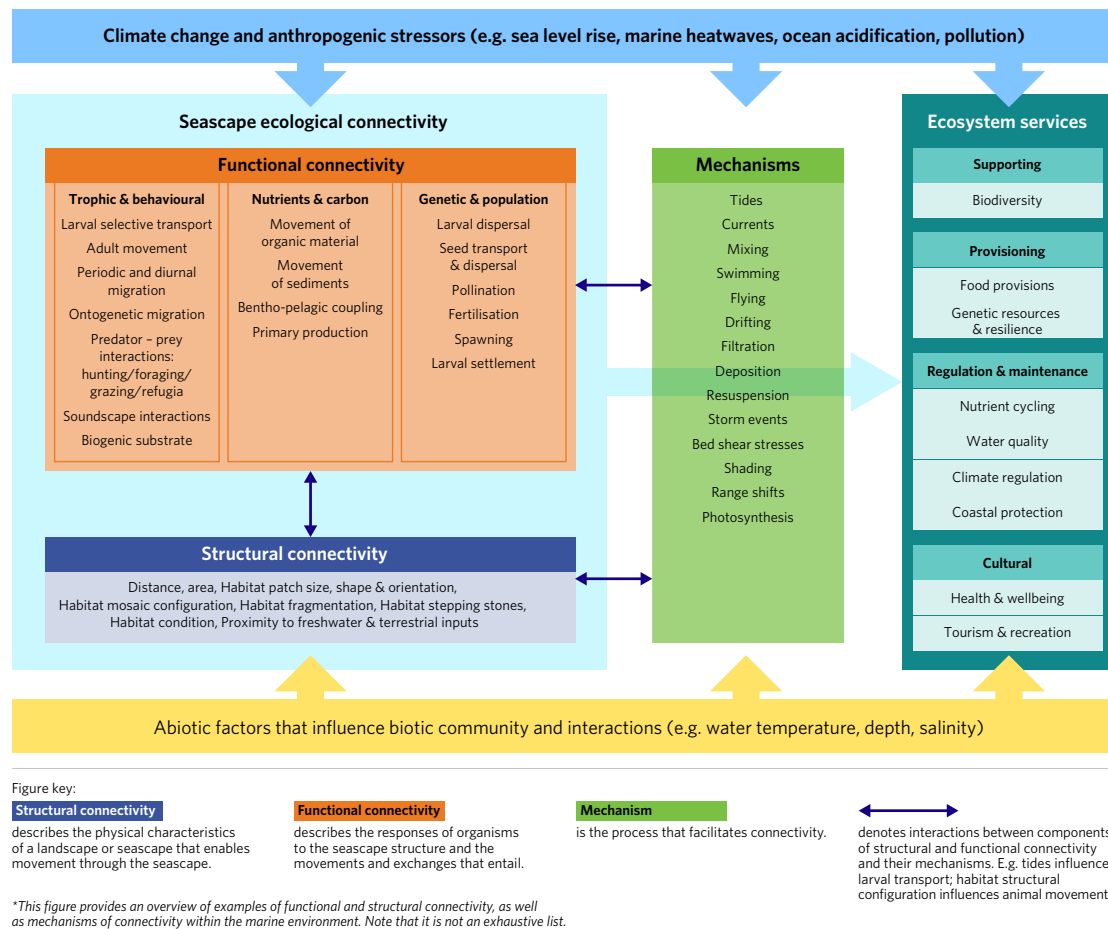 Climate change and anthropogenic stressors (e.g. sea level rise, marine heatwaves, ocean acidification, pollution)
Seascape ecological connectivity
Functional connectivity
Trophic & behavioural
Larval selective transport
Adult movement
Periodic and diurnal
migration
Ontogenetic migration
Predator – prey
interactions:
hunting/foraging/
grazing/refugia
Soundscape interactions
Biogenic substrate
Nutrients & carbon
Movement of
organic material
Movement
of sediments
Bentho-pelagic coupling
Primary production
Genetic & population
Larval dispersal
Seed transport
& dispersal
Pollination
Fertilisation
Spawning
Larval settlement
Structural connectivity
Distance, area, Habitat patch size, shape & orientation,
Habitat mosaic configuration, Habitat fragmentation, Habitat stepping stones,
Habitat condition, Proximity to freshwater & terrestrial inputs
Mechanisms
Tides
Currents
Mixing
Swimming
Flying
Drifting
Filtration
Deposition
Resuspension
Storm events
Bed shear stresses
Shading
Range shifts
Photosynthesis
Ecosystem services
Supporting
Biodiversity
Provisioning
Food provisions
Genetic resources
& resilience
Regulation & maintenance
Nutrient cycling
Water quality
Climate regulation
Coastal protection
Cultural
Health & wellbeing
Tourism & recreation
Abiotic factors that influence biotic community and interactions (e.g. water temperature, depth, salinity)
Figure key:
Structural connectivity
describes the physical characteristics
of a landscape or seascape that enables
movement through the seascape.
Functional connectivity
describes the responses of organisms
to the seascape structure and the
movements and exchanges that entail.
Mechanism
is the process that facilitates connectivity.
denotes interactions between components
of structural and functional connectivity
and their mechanisms. E.g. tides influence
larval transport; habitat structural
configuration influences animal movement
*This figure provides an overview of examples of functional and structural connectivity, as well
as mechanisms of connectivity within the marine environment. Note that it is not an exhaustive list.